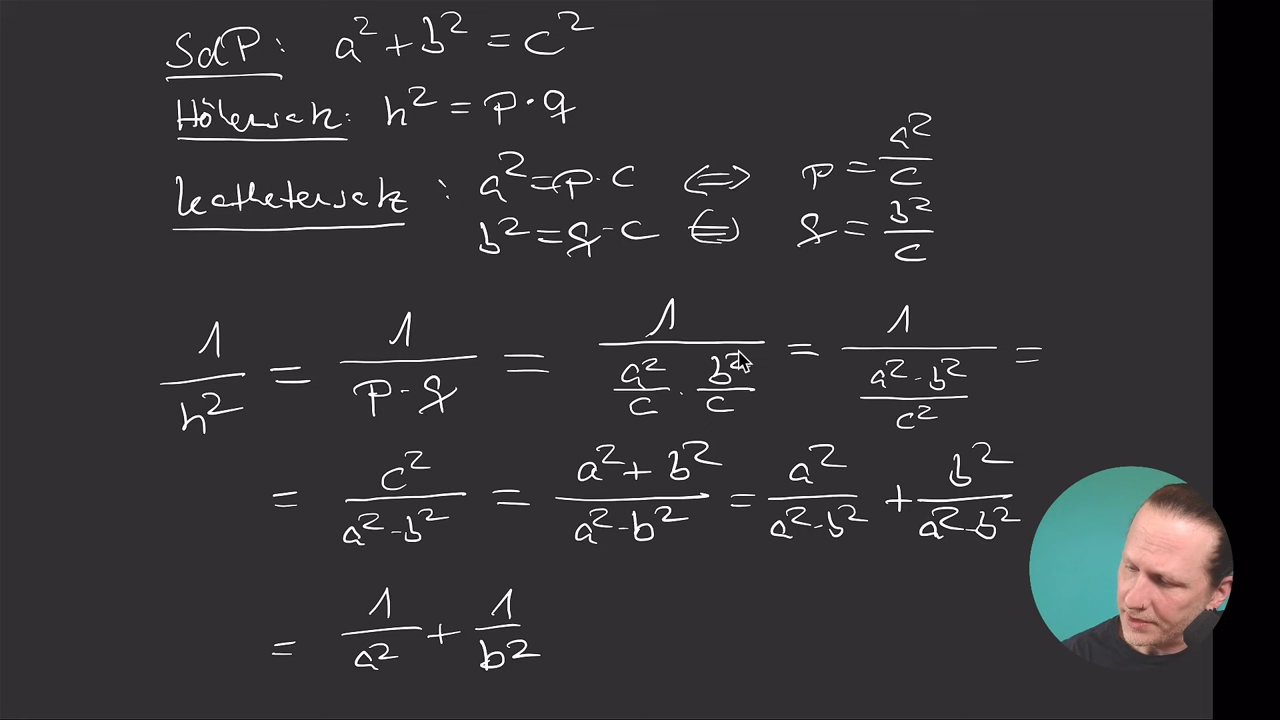 SdP: a² + b² = c²
Höhensatz: h² = p · q
Kathetensatz: a² = p · c ⇔ p = a²/c
b² = q · c ⇔ q = b²/c
1/h² = 1/(p · q) = 1/(a²/c · b²/c) = 1/((a² · b²)/c²) =
= c²/(a² · b²) = (a² + b²)/(a² · b²) = a²/(a² · b²) + b²/(a² · b²)
= 1/a² + 1/b²